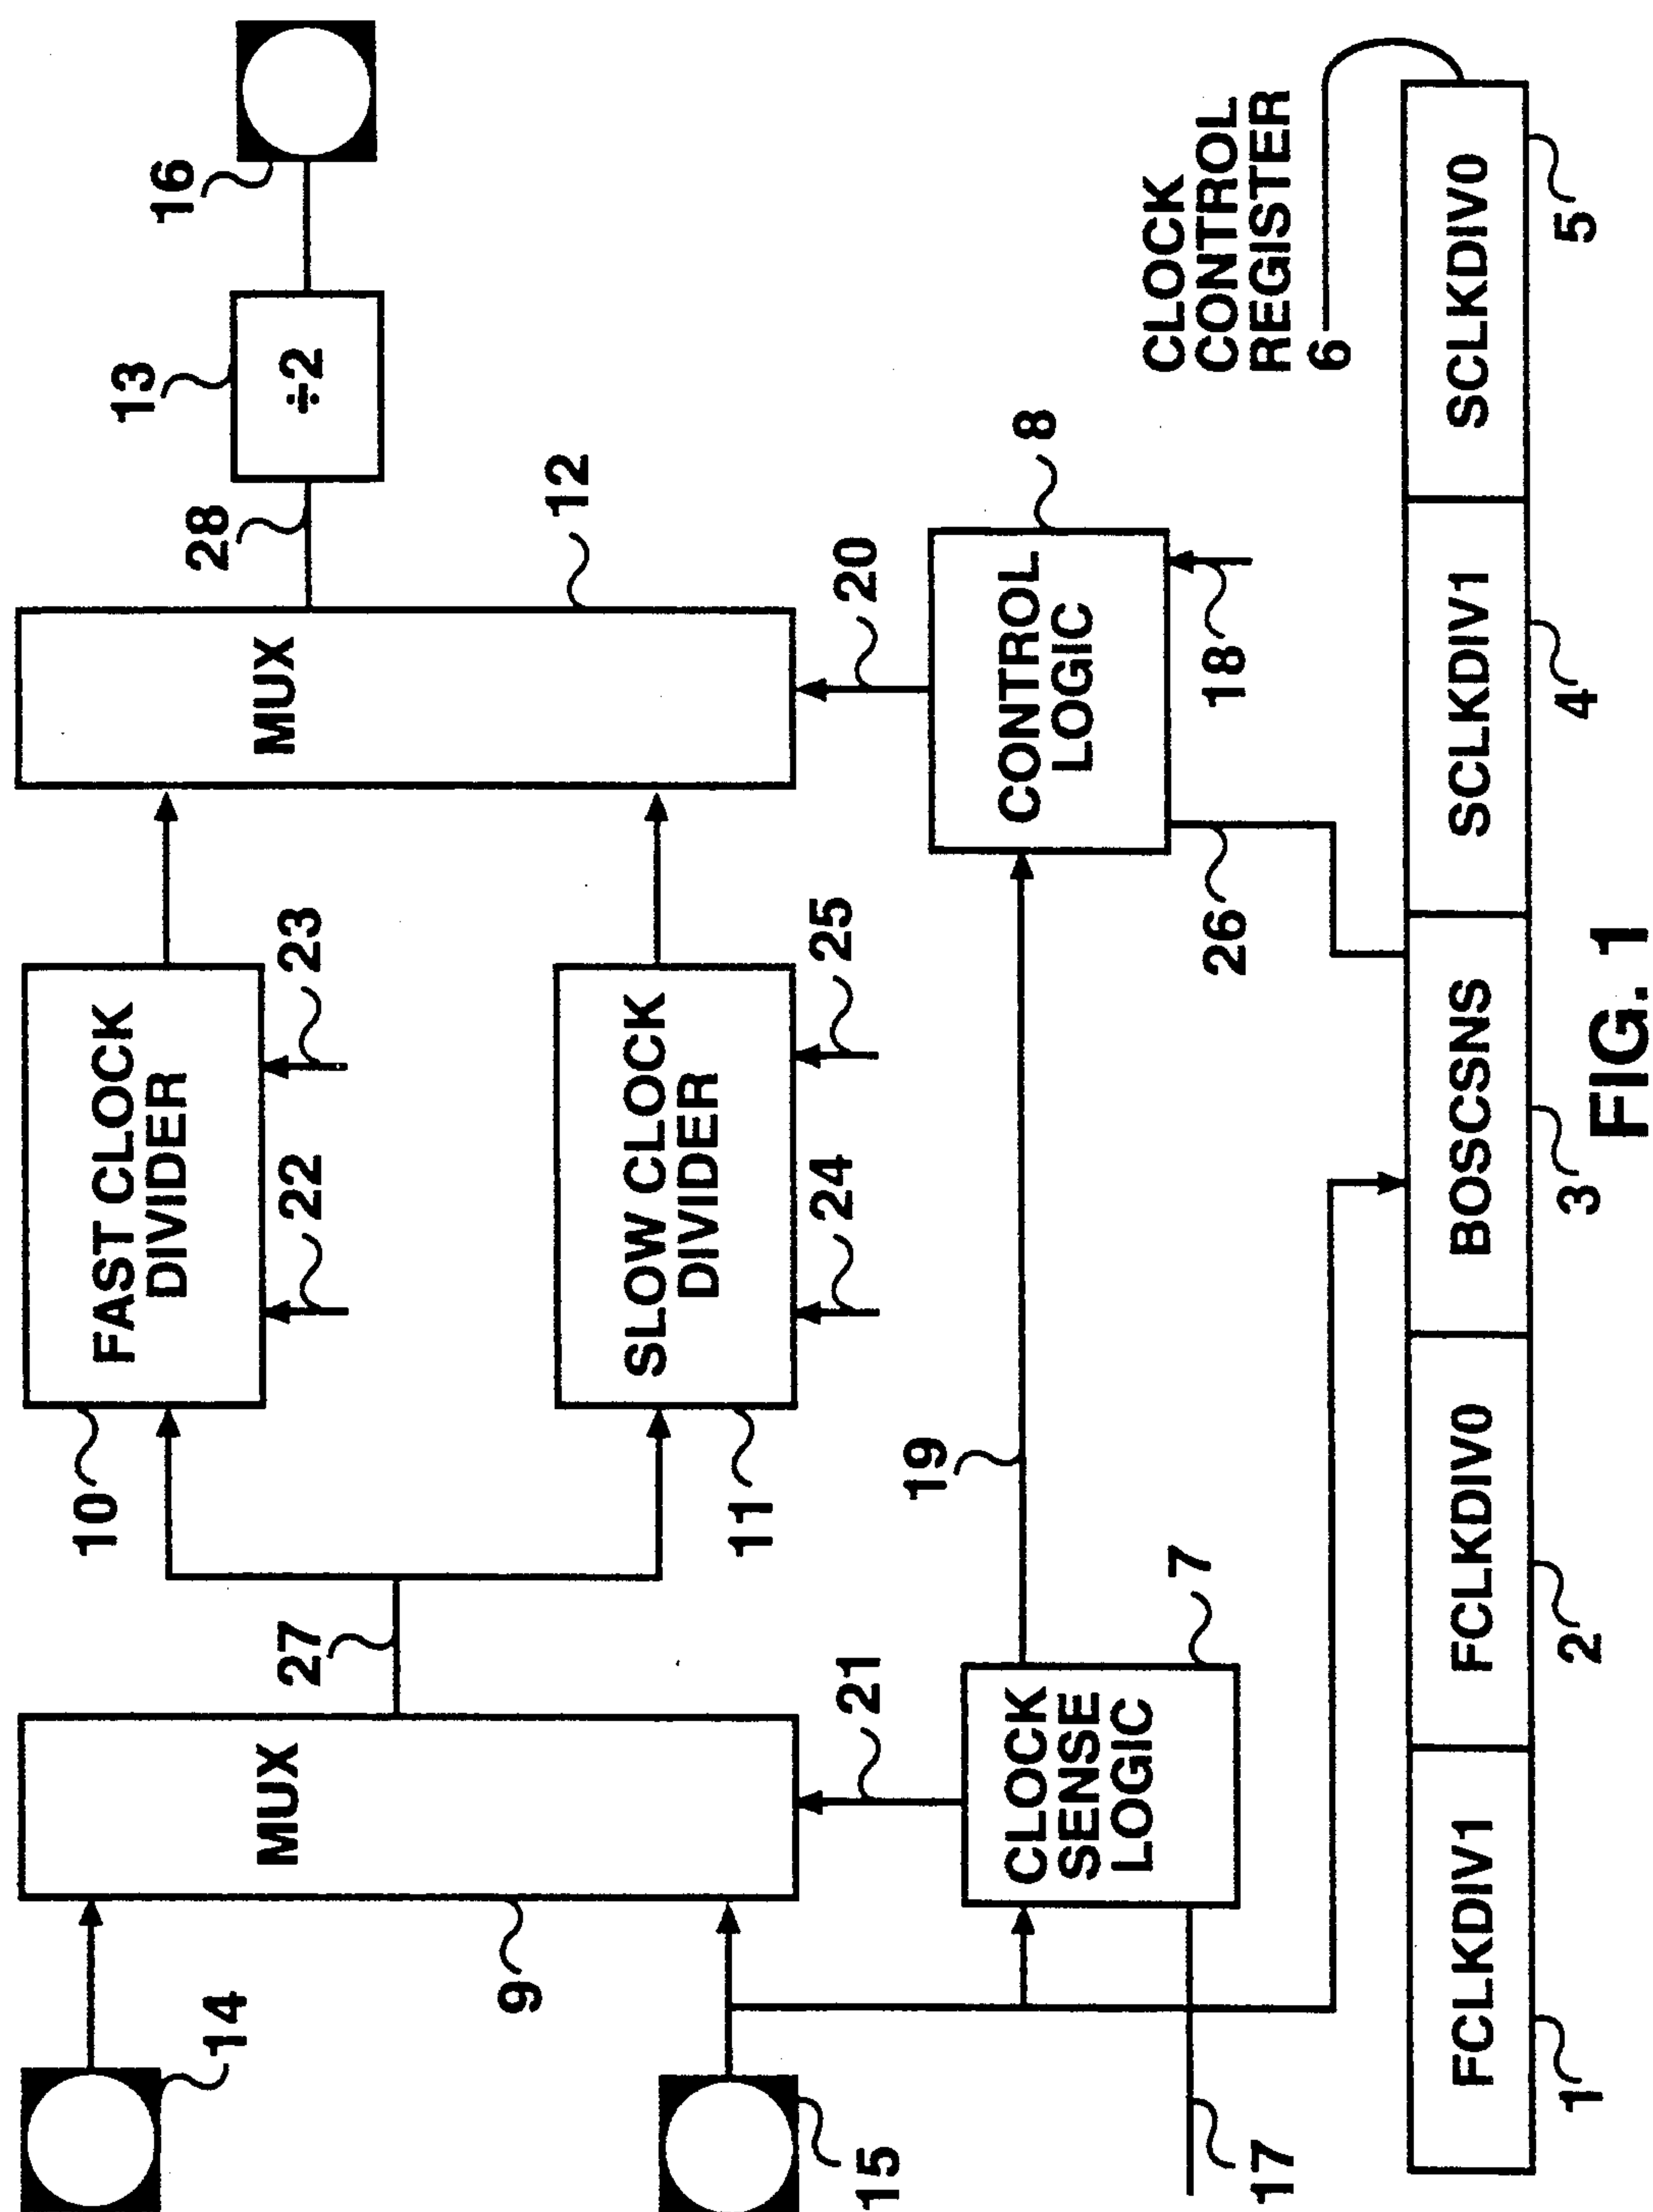 14
15
17
9
MUX
21
CLOCK
SENSE
LOGIC
7
27
19
10
FAST CLOCK
DIVIDER
22
23
11
SLOW CLOCK
DIVIDER
24
25
MUX
12
20
CONTROL
LOGIC
8
18
26
28
13
÷2
16
CLOCK
CONTROL
REGISTER
6
FCLKDIV1
FCLKDIV0
BOSCSNS
SCLKDIV1
SCLKDIV0
1
2
3
4
5
FIG. 1